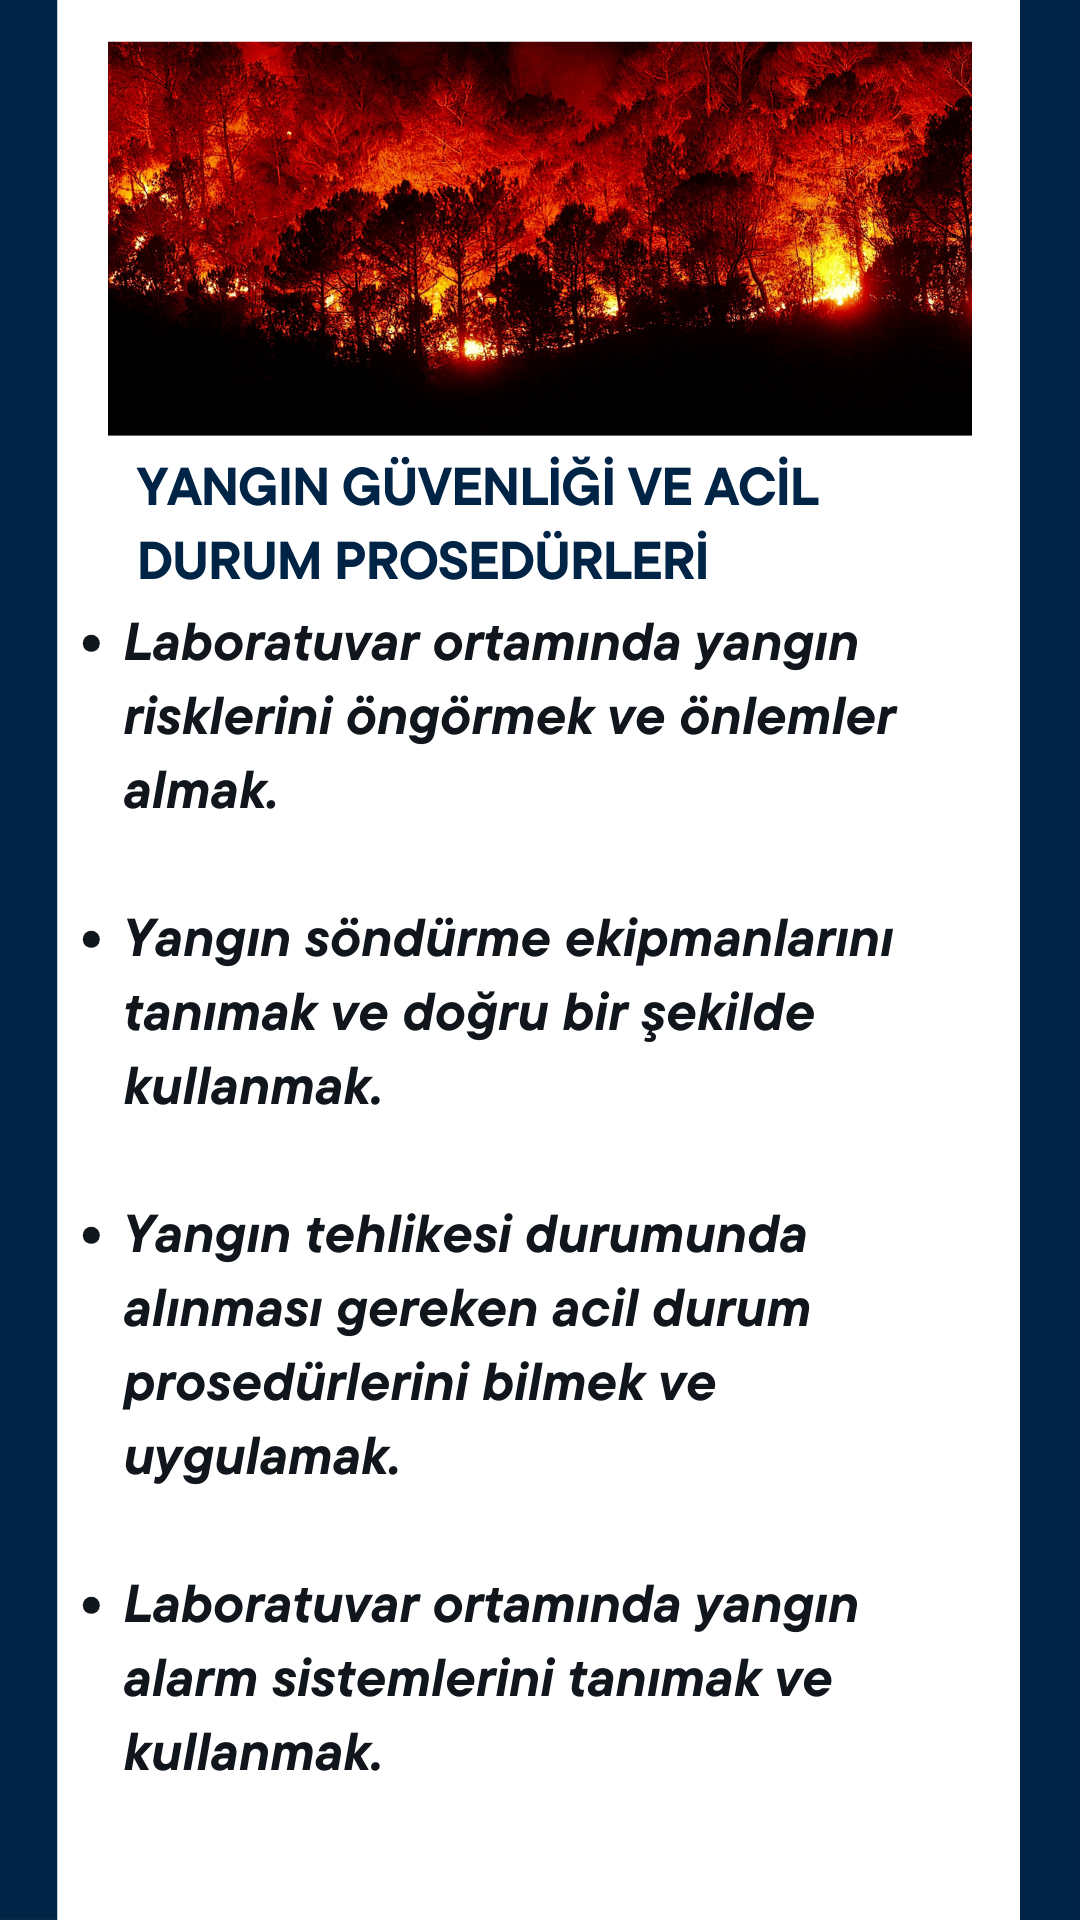 YANGIN GÜVENLİĞİ VE ACİL
DURUM PROSEDÜRLERİ
• Laboratuvar ortamında yangın
risklerini öngörmek ve önlemler
almak.
• Yangın söndürme ekipmanlarını
tanımak ve doğru bir şekilde
kullanmak.
• Yangın tehlikesi durumunda
alınması gereken acil durum
prosedürlerini bilmek ve
uygulamak.
• Laboratuvar ortamında yangın
alarm sistemlerini tanımak ve
kullanmak.